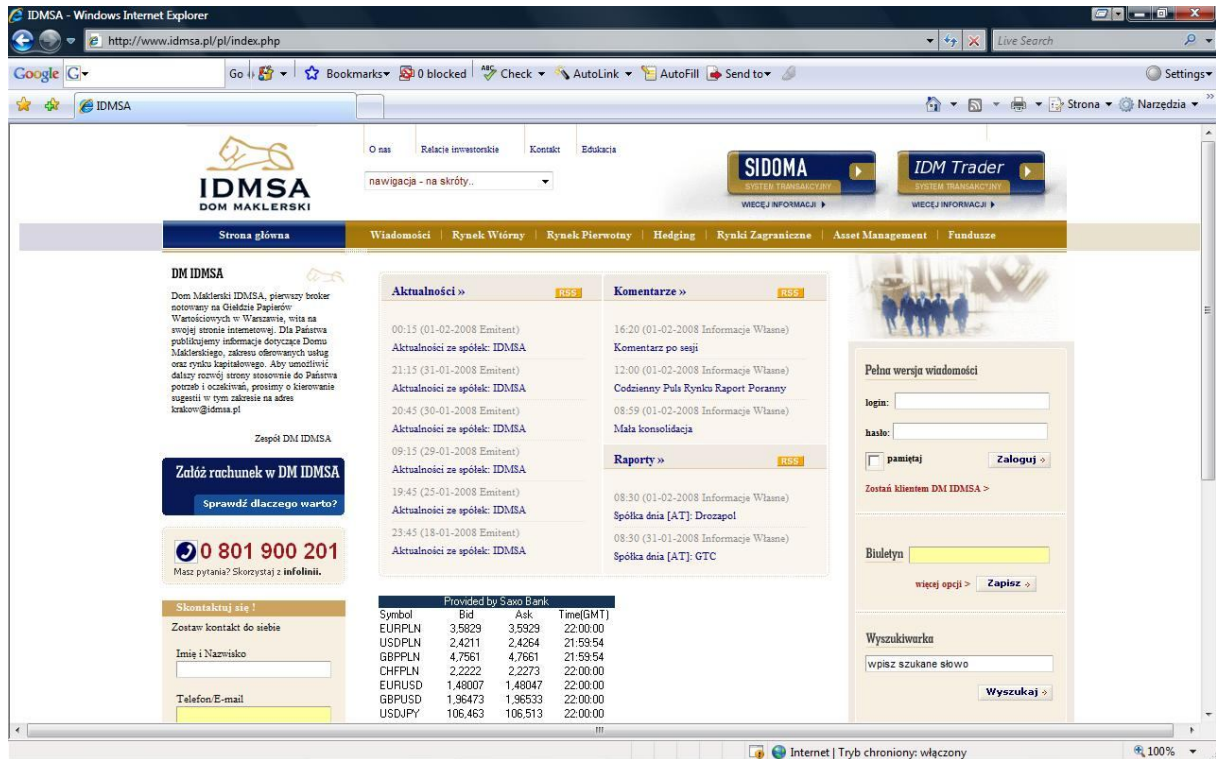 IDMSA - Windows Internet Explorer
http://www.idmsa.pl/pl/index.php
Live Search
Google
Go
Bookmarks
0 blocked
Check
AutoLink
AutoFill
Send to
Settings
IDMSA
Strona
Narzędzia
O nas Relacje inwestorskie Kontakt Edukacja
nawigacja - na skróty..
IDMSA
DOM MAKLERSKI
SIDOMA
SYSTEM TRANSAKCYJNY
WIĘCEJ INFORMACJI
IDM Trader
SYSTEM TRANSAKCYJNY
WIĘCEJ INFORMACJI
Strona główna Wiadomości | Rynek Wtórny | Rynek Pierwotny | Hedging | Rynki Zagraniczne | Asset Management | Fundusze
DM IDMSA
Dom Maklerski IDMSA, pierwszy broker
notowany na Giełdzie Papierów
Wartościowych w Warszawie, wita na
swojej stronie internetowej. Dla Państwa
publikujemy informacje dotyczące Domu
Maklerskiego, zakresu oferowanych usług
oraz rynku kapitałowego. Aby umożliwić
dalszy rozwój strony stosownie do Państwa
potrzeb i oczekiwań, prosimy o kierowanie
sugestii w tym zakresie na adres
krakow@idmsa.pl
Zespół DM IDMSA
Załóż rachunek w DM IDMSA
Sprawdź dlaczego warto?
0 801 900 201
Masz pytania? Skorzystaj z infolinii.
Skontaktuj się !
Zostaw kontakt do siebie
Imię i Nazwisko
Telefon/E-mail
Aktualności »
RSS
00:15 (01-02-2008 Emitent)
Aktualności ze spółek: IDMSA
21:15 (31-01-2008 Emitent)
Aktualności ze spółek: IDMSA
20:45 (30-01-2008 Emitent)
Aktualności ze spółek: IDMSA
09:15 (29-01-2008 Emitent)
Aktualności ze spółek: IDMSA
19:45 (25-01-2008 Emitent)
Aktualności ze spółek: IDMSA
23:45 (18-01-2008 Emitent)
Aktualności ze spółek: IDMSA
Komentarze »
RSS
16:20 (01-02-2008 Informacje Własne)
Komentarz po sesji
12:00 (01-02-2008 Informacje Własne)
Codzienny Puls Rynku Raport Poranny
08:59 (01-02-2008 Informacje Własne)
Mała konsolidacja
Raporty »
RSS
08:30 (01-02-2008 Informacje Własne)
Spółka dnia [AT]: Drozapol
08:30 (31-01-2008 Informacje Własne)
Spółka dnia [AT]: GTC
Provided by Saxo Bank
Symbol Bid Ask Time(GMT)
EURPLN 3,5829 3,5929 22:00:00
USDPLN 2,4211 2,4264 21:59:54
GBPPLN 4,7561 4,7661 21:59:54
CHFPLN 2,2222 2,2273 22:00:00
EURUSD 1,48007 1,48047 22:00:00
GBPUSD 1,96473 1,96533 22:00:00
USDJPY 106,463 106,513 22:00:00
Pełna wersja wiadomości
login:
hasło:
pamiętaj
Zaloguj
Zostań klientem DM IDMSA >
Biuletyn
więcej opcji >
Zapisz
Wyszukiwarka
wpisz szukane słowo
Wyszukaj
Internet | Tryb chroniony: włączony
100%